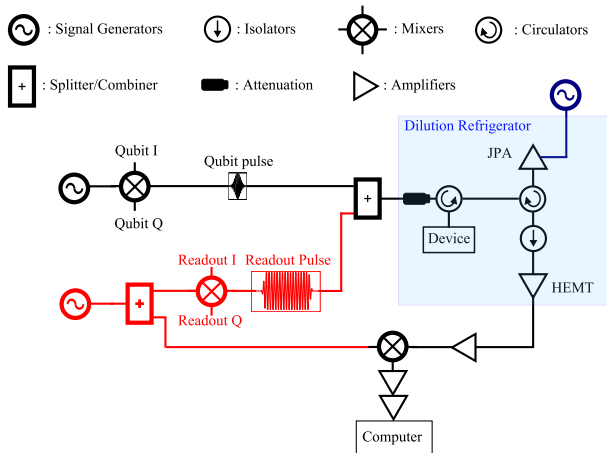 : Signal Generators
: Isolators
: Mixers
: Circulators
+ : Splitter/Combiner
: Attenuation
: Amplifiers
Dilution Refrigerator
JPA
Qubit I
Qubit pulse
Qubit Q
+
Device
Readout I
Readout Pulse
HEMT
+
Readout Q
Computer